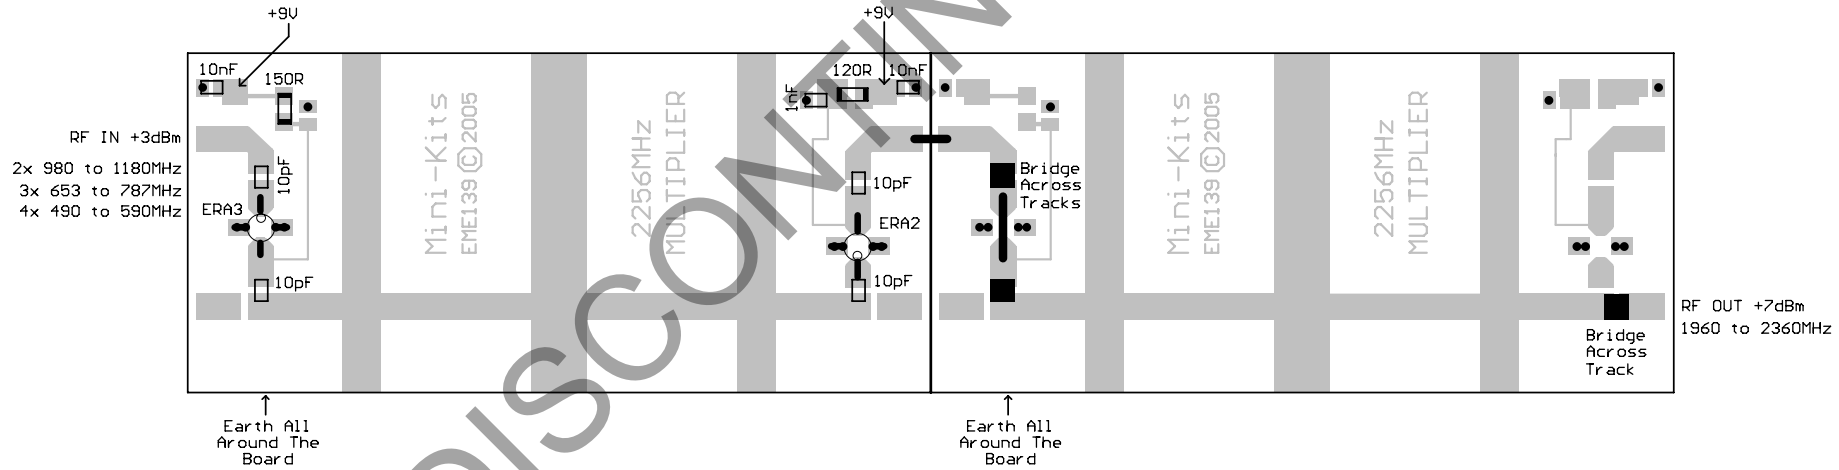 +9V
+9V
10nF
150R
1nF
120R
10nF
RF IN +3dBm
2x 980 to 1180MHz
3x 653 to 787MHz
4x 490 to 590MHz
10pF
ERA3
10pF
Mini-Kits
EME139 ©2005
2256MHz
MULTIPLIER
10pF
ERA2
10pF
Bridge
Across
Tracks
Mini-Kits
EME139 ©2005
2256MHz
MULTIPLIER
RF OUT +7dBm
1960 to 2360MHz
Bridge
Across
Track
Earth All
Around The
Board
Earth All
Around The
Board
DISCONTIN